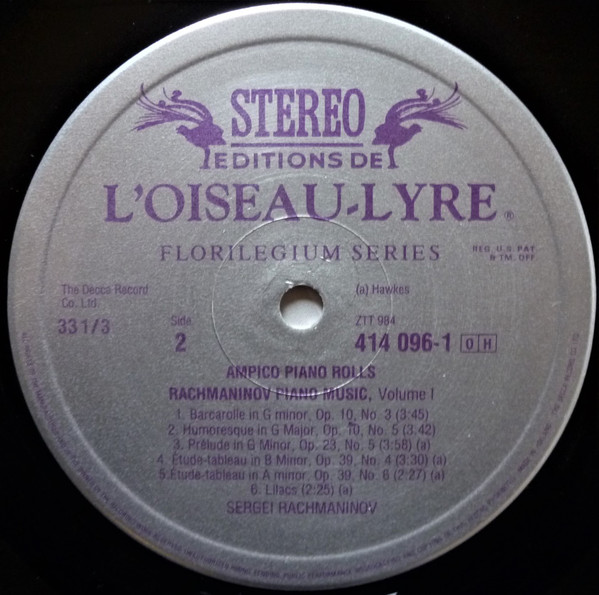 STEREO
EDITIONS DE
L'OISEAU-LYRE ®
FLORILEGIUM SERIES
REG. U.S. PAT.
& TM. OFF
The Decca Record
Co. Ltd.
(a) Hawkes
33 1/3
Side
2
ZTT 984
414 096-1 O H
AMPICO PIANO ROLLS
RACHMANINOV PIANO MUSIC, Volume I
1. Barcarolle in G minor, Op. 10, No. 3 (3:45)
2. Humoresque in G Major, Op. 10, No. 5 (3.42)
3. Prélude in G Minor, Op. 23, No. 5 (3:58) (a)
4. Étude-tableau in B Minor, Op. 39, No. 4 (3.30) (a)
5.Étude-tableau in A minor, Op. 39, No. 6 (2:27) (a)
6. Lilacs (2:25) (a)
SERGEI RACHMANINOV